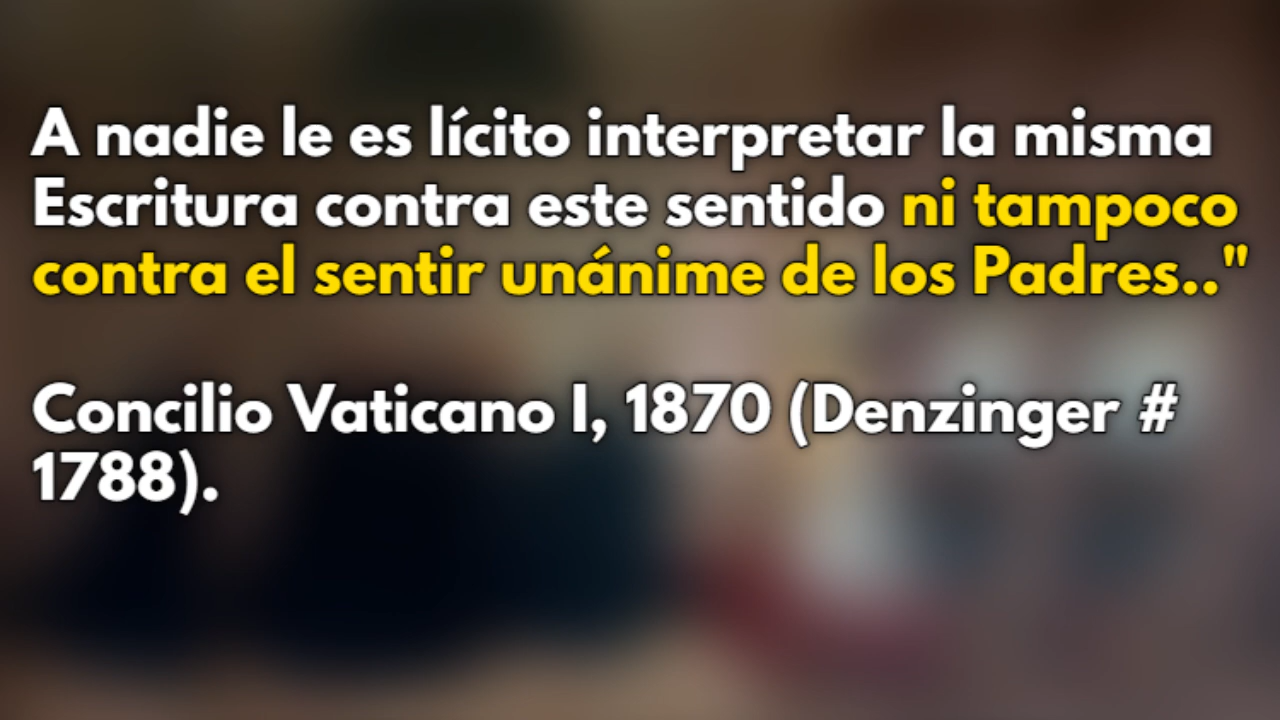 A nadie le es lícito interpretar la misma
Escritura contra este sentido ni tampoco
contra el sentir unánime de los Padres.."
Concilio Vaticano I, 1870 (Denzinger #
1788).